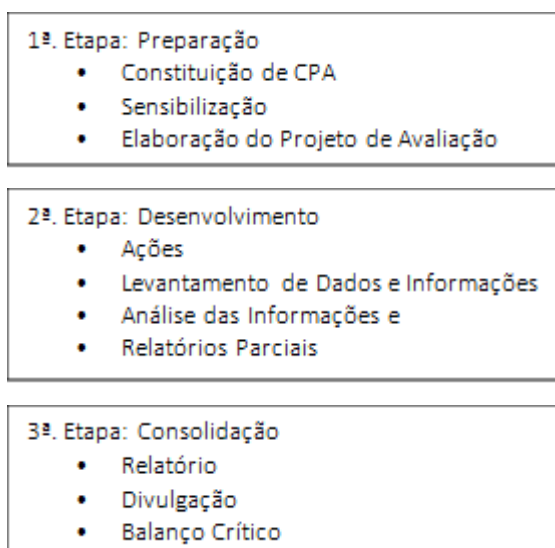 1ª. Etapa: Preparação
• Constituição de CPA
• Sensibilização
• Elaboração do Projeto de Avaliação
2ª. Etapa: Desenvolvimento
• Ações
• Levantamento de Dados e Informações
• Análise das Informações e
• Relatórios Parciais
3ª. Etapa: Consolidação
• Relatório
• Divulgação
• Balanço Crítico